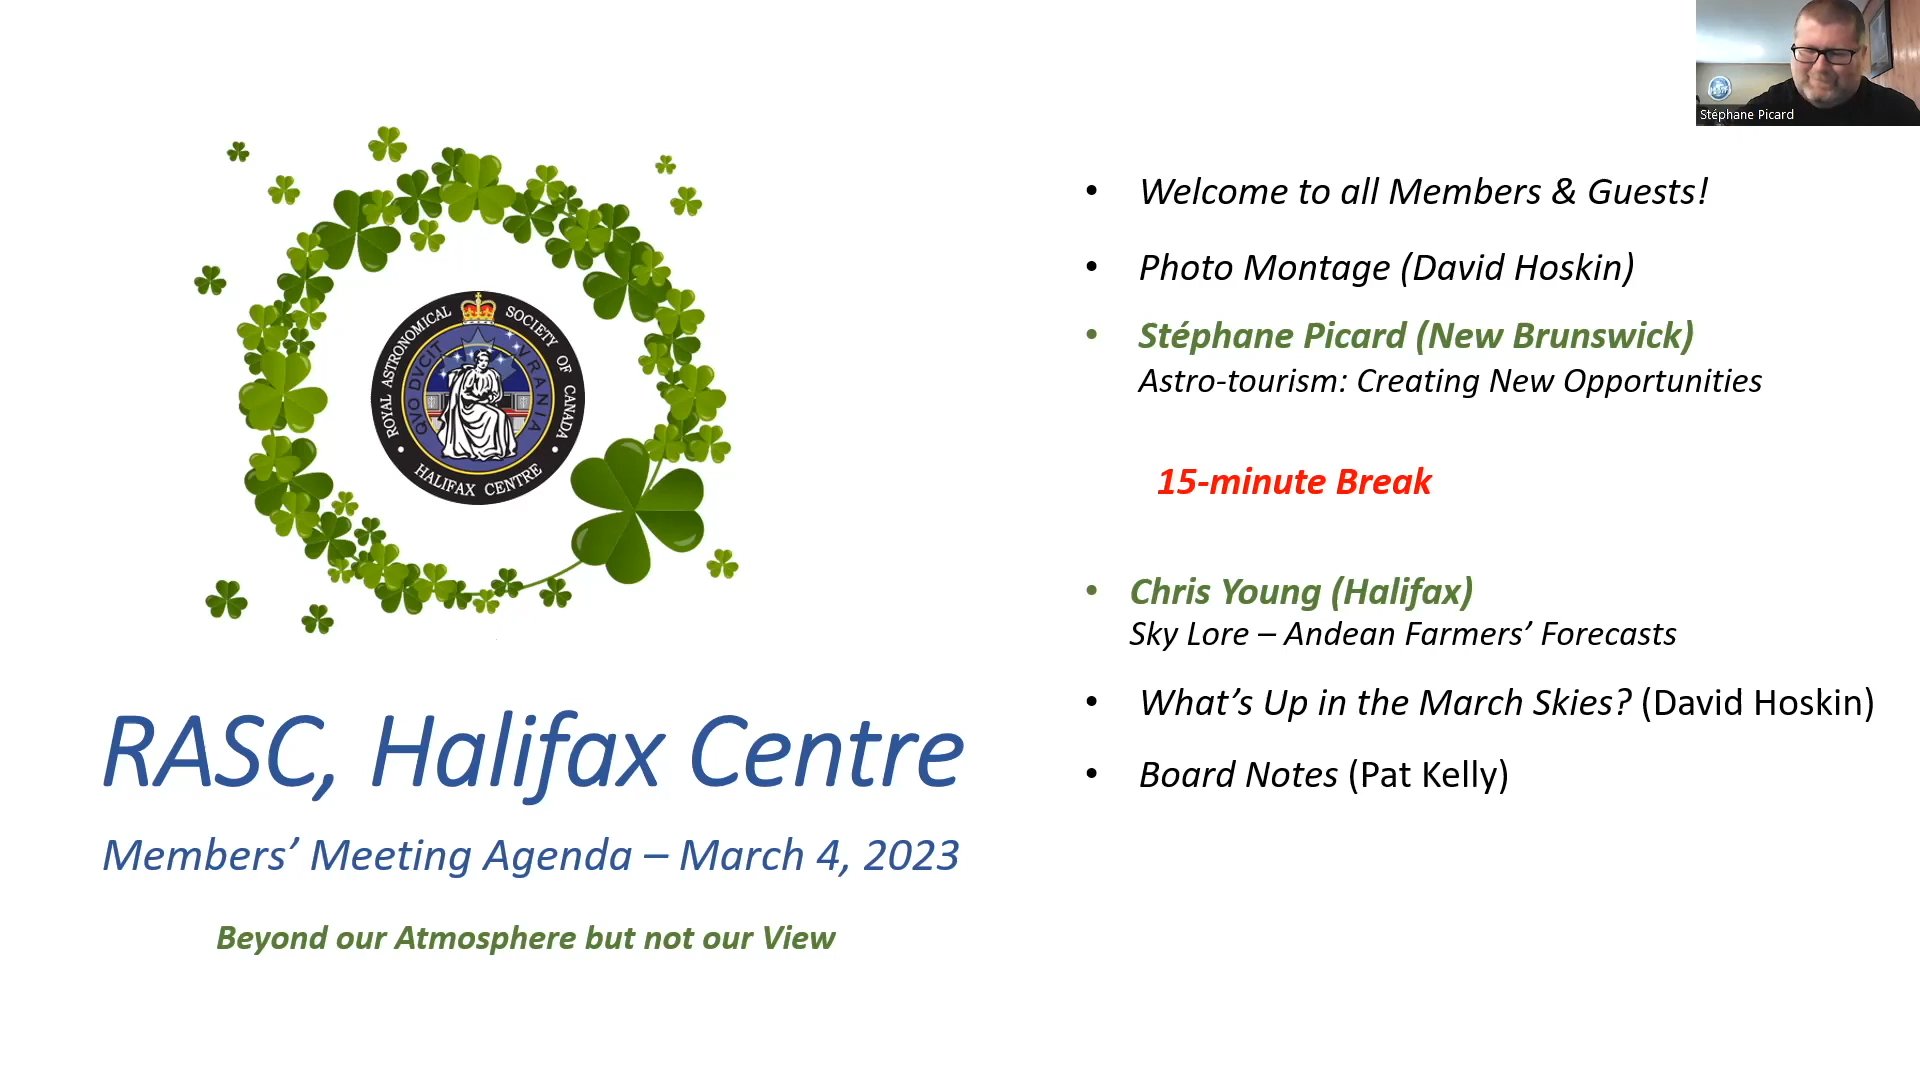 Stéphane Picard
ROYAL ASTRONOMICAL SOCIETY OF CANADA
QVO DVCIT VRANIA
• HALIFAX CENTRE •
RASC, Halifax Centre
Members’ Meeting Agenda – March 4, 2023
Beyond our Atmosphere but not our View
• Welcome to all Members & Guests!
• Photo Montage (David Hoskin)
• Stéphane Picard (New Brunswick)
Astro-tourism: Creating New Opportunities
15-minute Break
• Chris Young (Halifax)
Sky Lore – Andean Farmers’ Forecasts
• What’s Up in the March Skies? (David Hoskin)
• Board Notes (Pat Kelly)